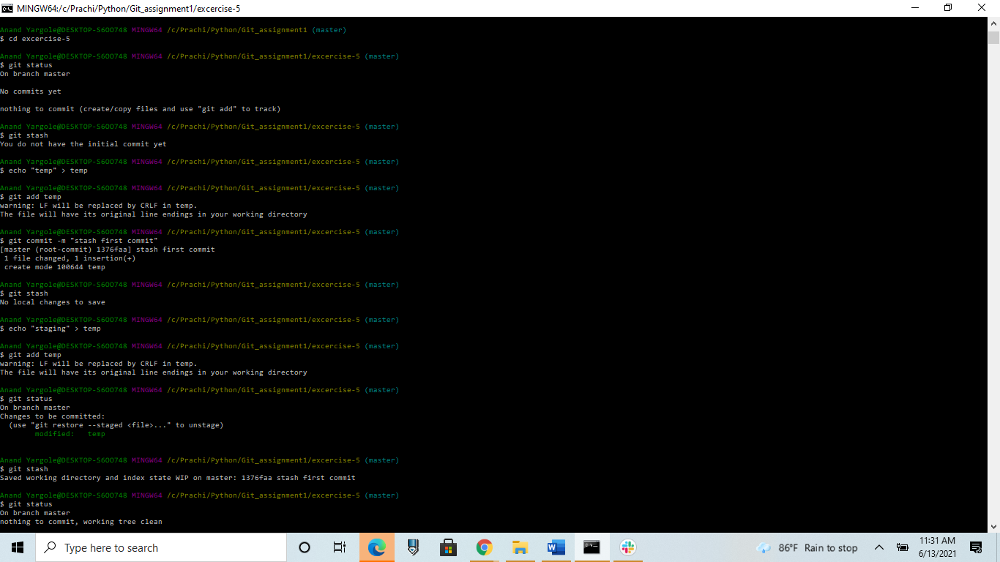 MINGW64:/c/Prachi/Python/Git_assignment1/excercise-5
Anand Yargole@DESKTOP-S6OO748 MINGW64 /c/Prachi/Python/Git_assignment1 (master)
$ cd excercise-5
Anand Yargole@DESKTOP-S6OO748 MINGW64 /c/Prachi/Python/Git_assignment1/excercise-5 (master)
$ git status
On branch master
No commits yet
nothing to commit (create/copy files and use "git add" to track)
Anand Yargole@DESKTOP-S6OO748 MINGW64 /c/Prachi/Python/Git_assignment1/excercise-5 (master)
$ git stash
You do not have the initial commit yet
Anand Yargole@DESKTOP-S6OO748 MINGW64 /c/Prachi/Python/Git_assignment1/excercise-5 (master)
$ echo "temp" > temp
Anand Yargole@DESKTOP-S6OO748 MINGW64 /c/Prachi/Python/Git_assignment1/excercise-5 (master)
$ git add temp
warning: LF will be replaced by CRLF in temp.
The file will have its original line endings in your working directory
Anand Yargole@DESKTOP-S6OO748 MINGW64 /c/Prachi/Python/Git_assignment1/excercise-5 (master)
$ git commit -m "stash first commit"
[master (root-commit) 1376faa] stash first commit
 1 file changed, 1 insertion(+)
 create mode 100644 temp
Anand Yargole@DESKTOP-S6OO748 MINGW64 /c/Prachi/Python/Git_assignment1/excercise-5 (master)
$ git stash
No local changes to save
Anand Yargole@DESKTOP-S6OO748 MINGW64 /c/Prachi/Python/Git_assignment1/excercise-5 (master)
$ echo "staging" > temp
Anand Yargole@DESKTOP-S6OO748 MINGW64 /c/Prachi/Python/Git_assignment1/excercise-5 (master)
$ git add temp
warning: LF will be replaced by CRLF in temp.
The file will have its original line endings in your working directory
Anand Yargole@DESKTOP-S6OO748 MINGW64 /c/Prachi/Python/Git_assignment1/excercise-5 (master)
$ git status
On branch master
Changes to be committed:
  (use "git restore --staged <file>..." to unstage)
        modified:   temp
Anand Yargole@DESKTOP-S6OO748 MINGW64 /c/Prachi/Python/Git_assignment1/excercise-5 (master)
$ git stash
Saved working directory and index state WIP on master: 1376faa stash first commit
Anand Yargole@DESKTOP-S6OO748 MINGW64 /c/Prachi/Python/Git_assignment1/excercise-5 (master)
$ git status
On branch master
nothing to commit, working tree clean
Type here to search
86°F Rain to stop
11:31 AM
6/13/2021